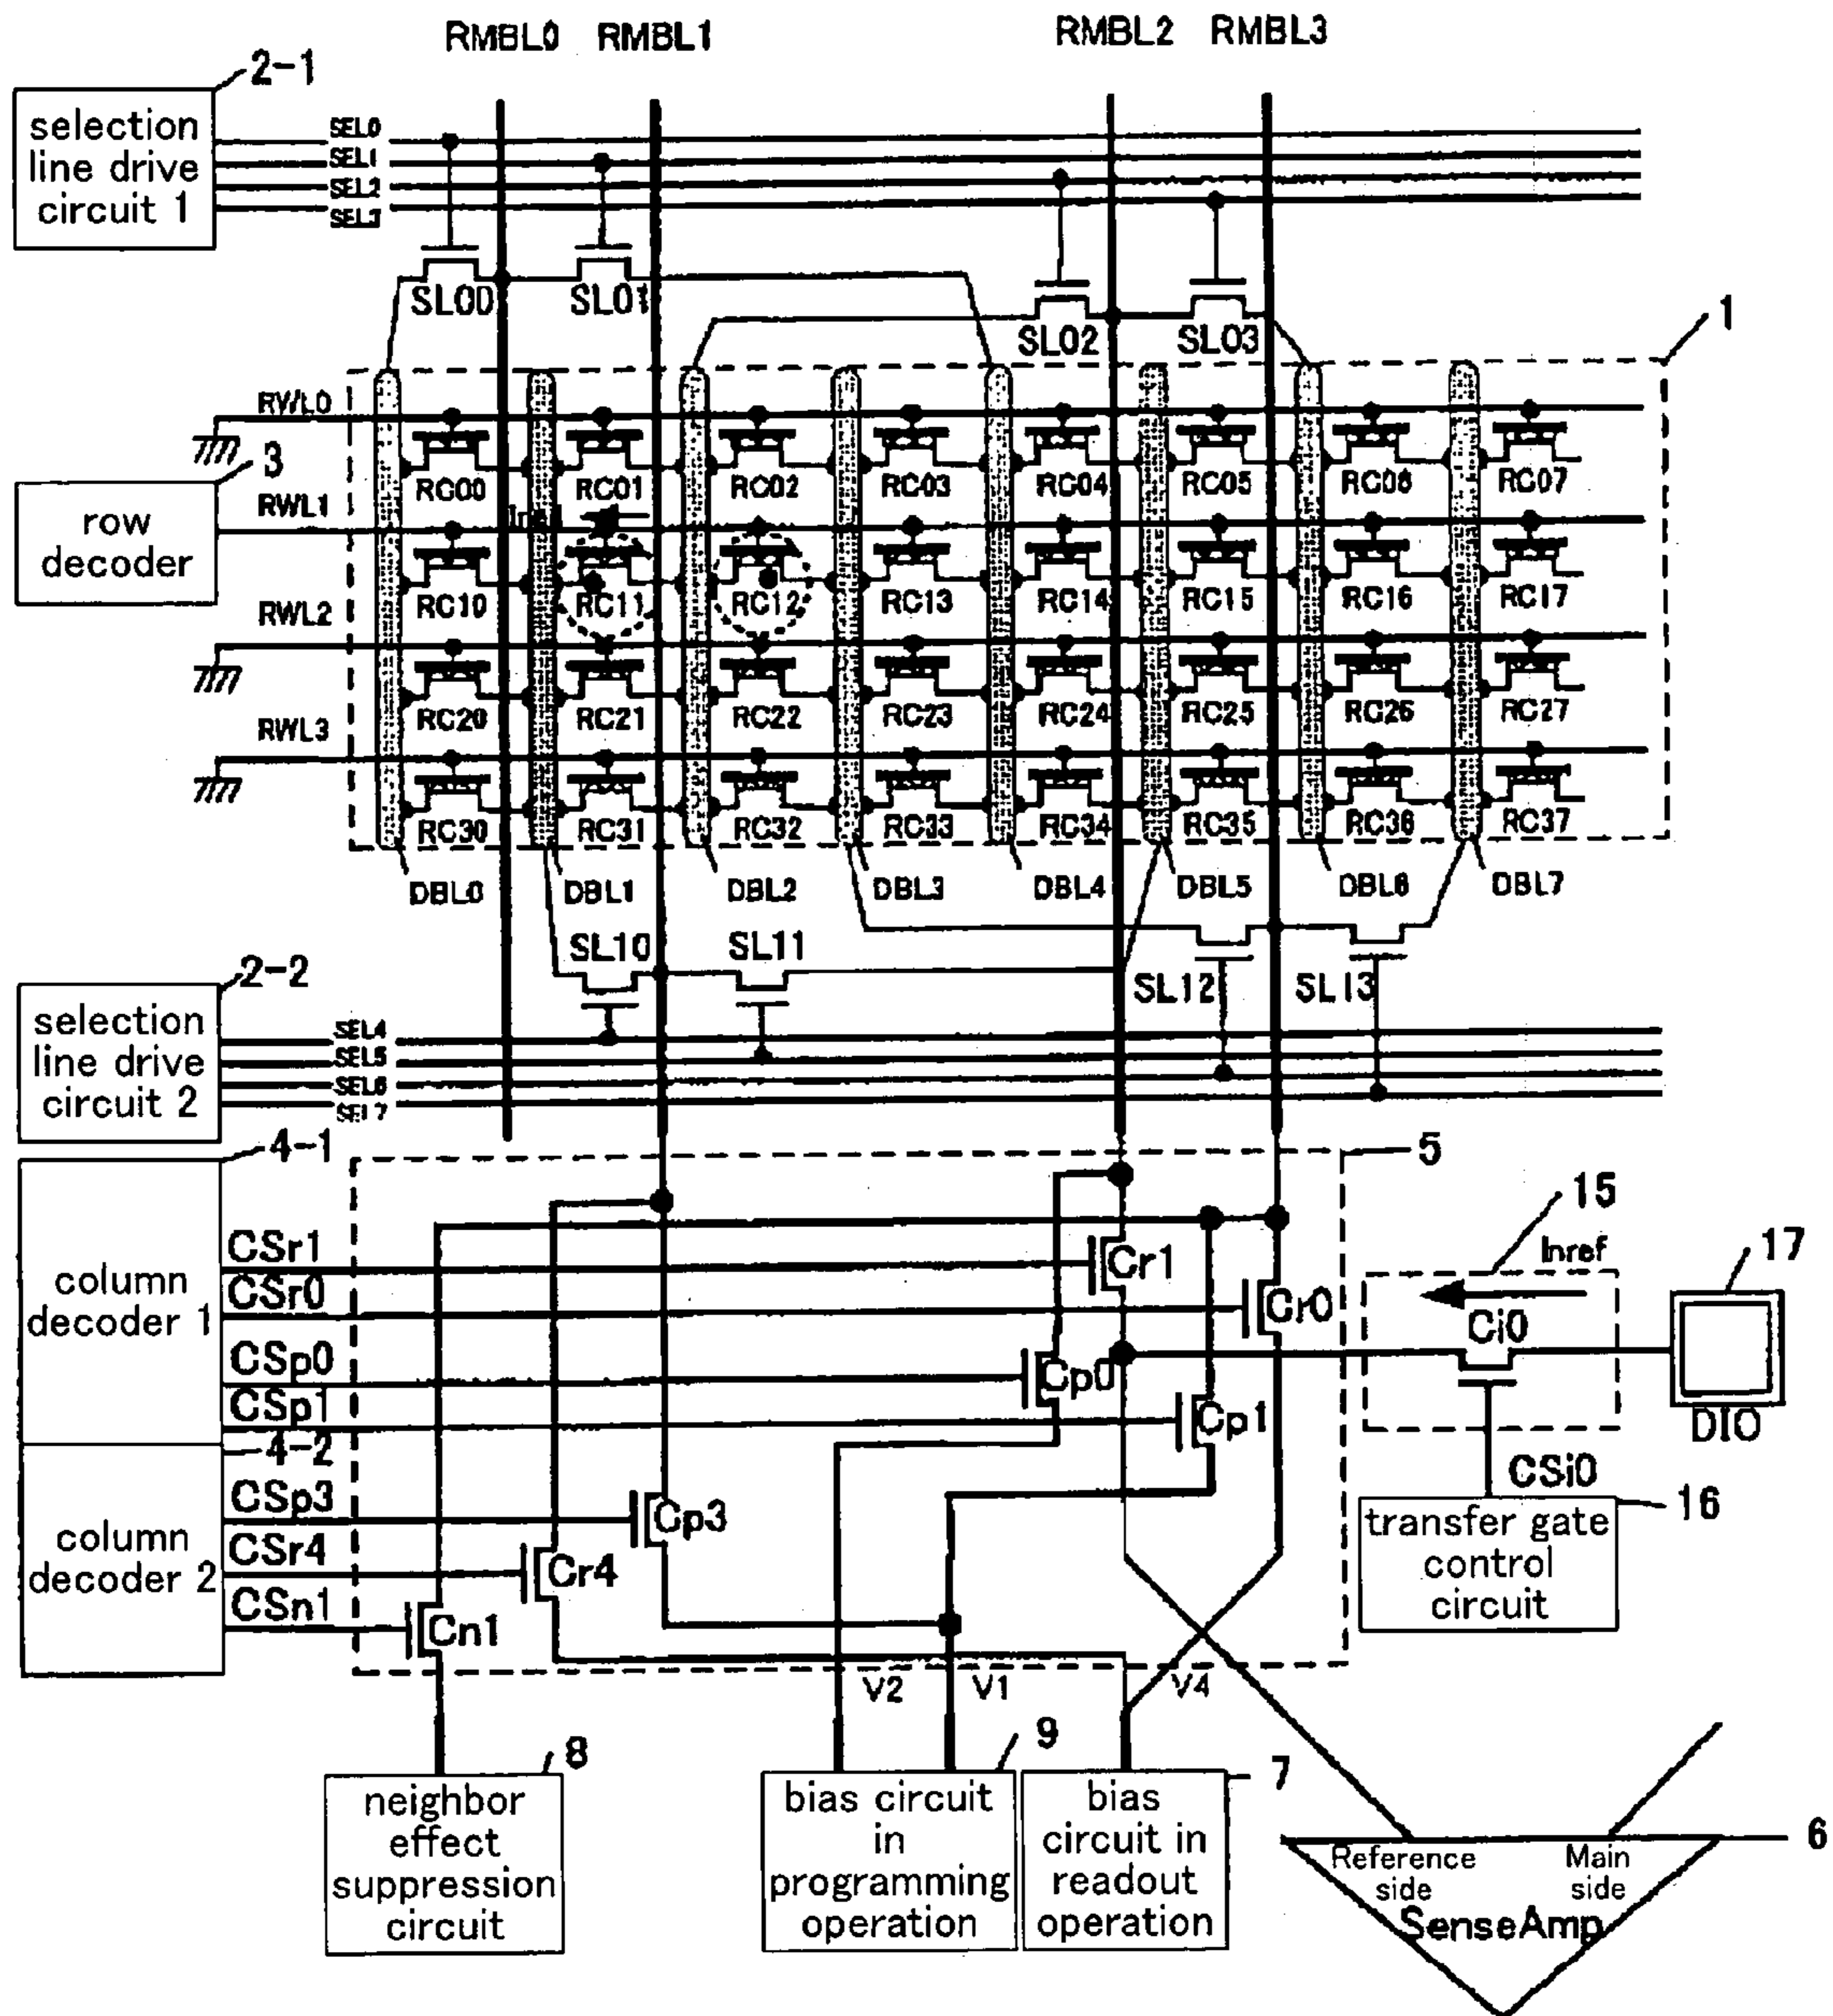 RMBL0 RMBL1 RMBL2 RMBL3
2-1
selection
line drive
circuit 1
SEL0
SEL1
SEL2
SEL3
SL00 SL01 SL02 SL03
1
RWL0
RC00 RC01 RC02 RC03 RC04 RC05 RC06 RC07
3
row
decoder
RWL1
RC10 RC11 RC12 RC13 RC14 RC15 RC16 RC17
RWL2
RC20 RC21 RC22 RC23 RC24 RC25 RC26 RC27
RWL3
RC30 RC31 RC32 RC33 RC34 RC35 RC36 RC37
DBL0 DBL1 DBL2 DBL3 DBL4 DBL5 DBL6 DBL7
SL10 SL11 SL12 SL13
2-2
selection
line drive
circuit 2
SEL4
SEL5
SEL6
SEL7
4-1
5
column
decoder 1
CSr1
CSr0
CSp0
CSp1
Cr1
Cr0
Cp0
Cp1
15
Inref
Ci0
17
DIO
CSi0
16
transfer gate
control
circuit
4-2
column
decoder 2
CSp3
CSr4
CSn1
Cp3
Cr4
Cn1
V2 V1 V4
8
neighbor
effect
suppression
circuit
9
bias circuit
in
programming
operation
7
bias
circuit in
readout
operation
6
Reference
side
Main
side
SenseAmp